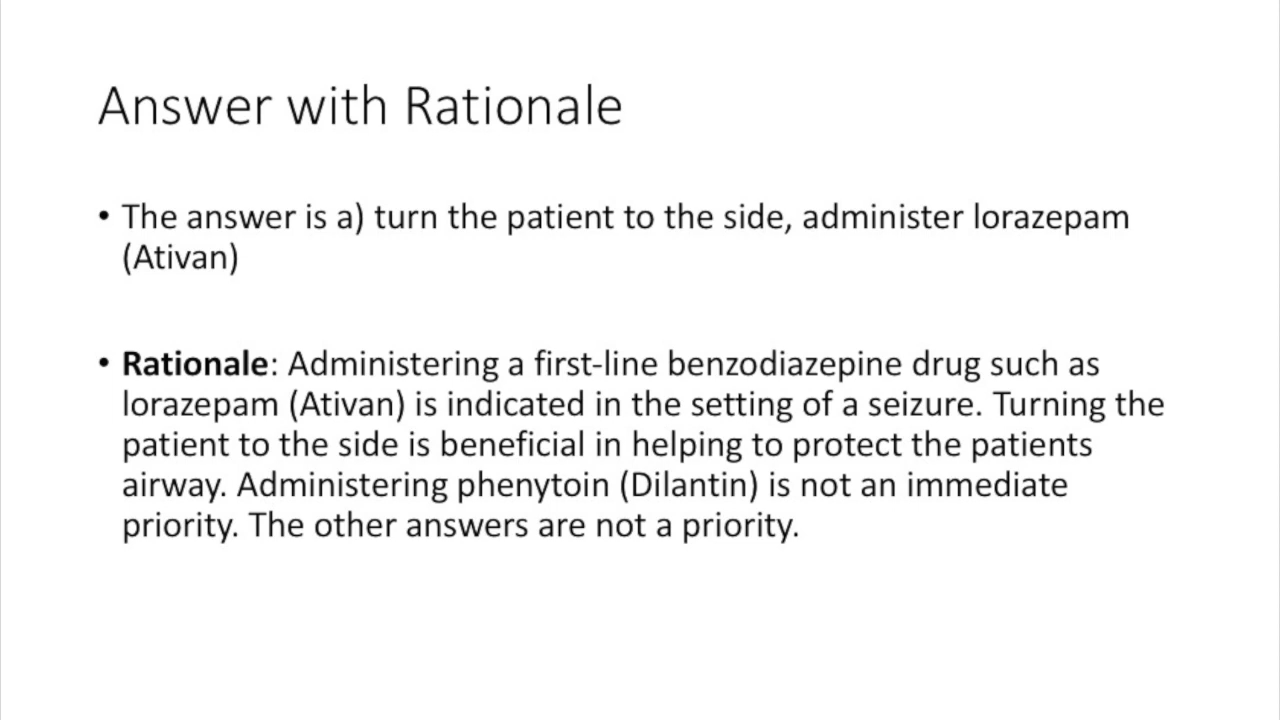 Answer with Rationale
• The answer is a) turn the patient to the side, administer lorazepam
(Ativan)
• Rationale: Administering a first-line benzodiazepine drug such as
lorazepam (Ativan) is indicated in the setting of a seizure. Turning the
patient to the side is beneficial in helping to protect the patients
airway. Administering phenytoin (Dilantin) is not an immediate
priority. The other answers are not a priority.